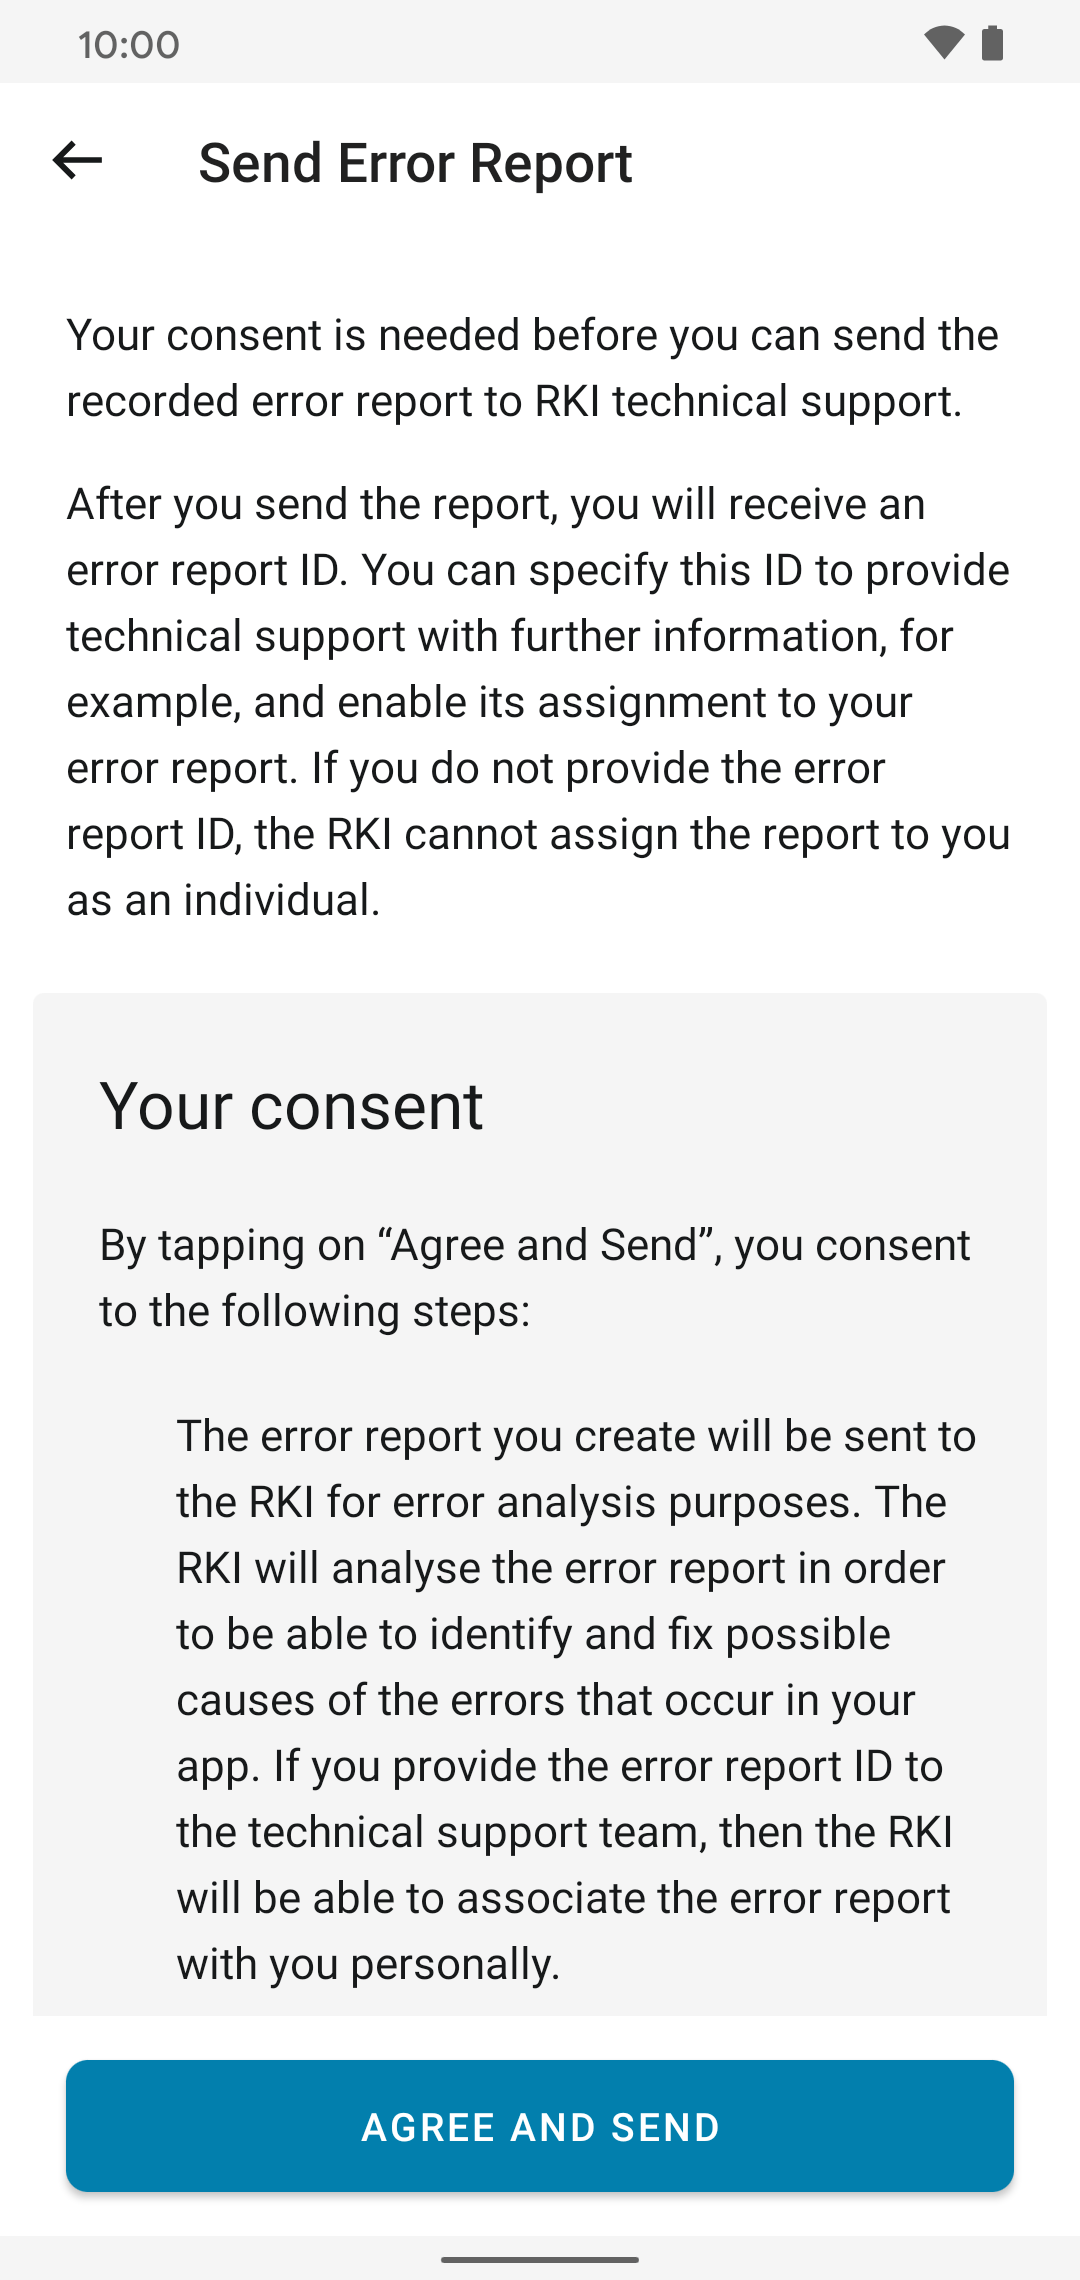 10:00
Send Error Report
Your consent is needed before you can send the
recorded error report to RKI technical support.
After you send the report, you will receive an
error report ID. You can specify this ID to provide
technical support with further information, for
example, and enable its assignment to your
error report. If you do not provide the error
report ID, the RKI cannot assign the report to you
as an individual.
Your consent
By tapping on “Agree and Send”, you consent
to the following steps:
The error report you create will be sent to
the RKI for error analysis purposes. The
RKI will analyse the error report in order
to be able to identify and fix possible
causes of the errors that occur in your
app. If you provide the error report ID to
the technical support team, then the RKI
will be able to associate the error report
with you personally.
AGREE AND SEND